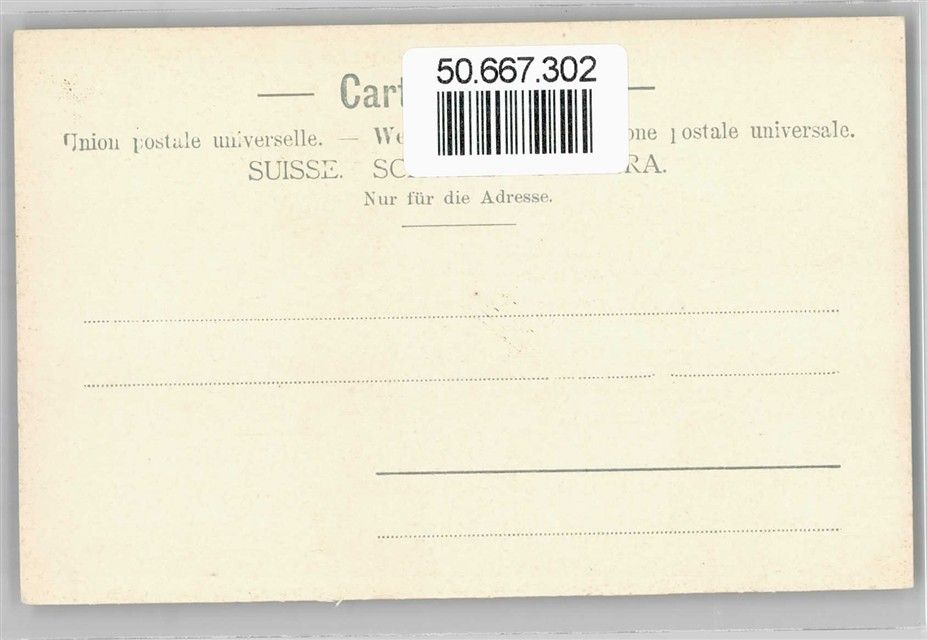 50.667.302
Cart
Union postale universelle. — We one postale universale.
SUISSE. SC RA.
Nur für die Adresse.